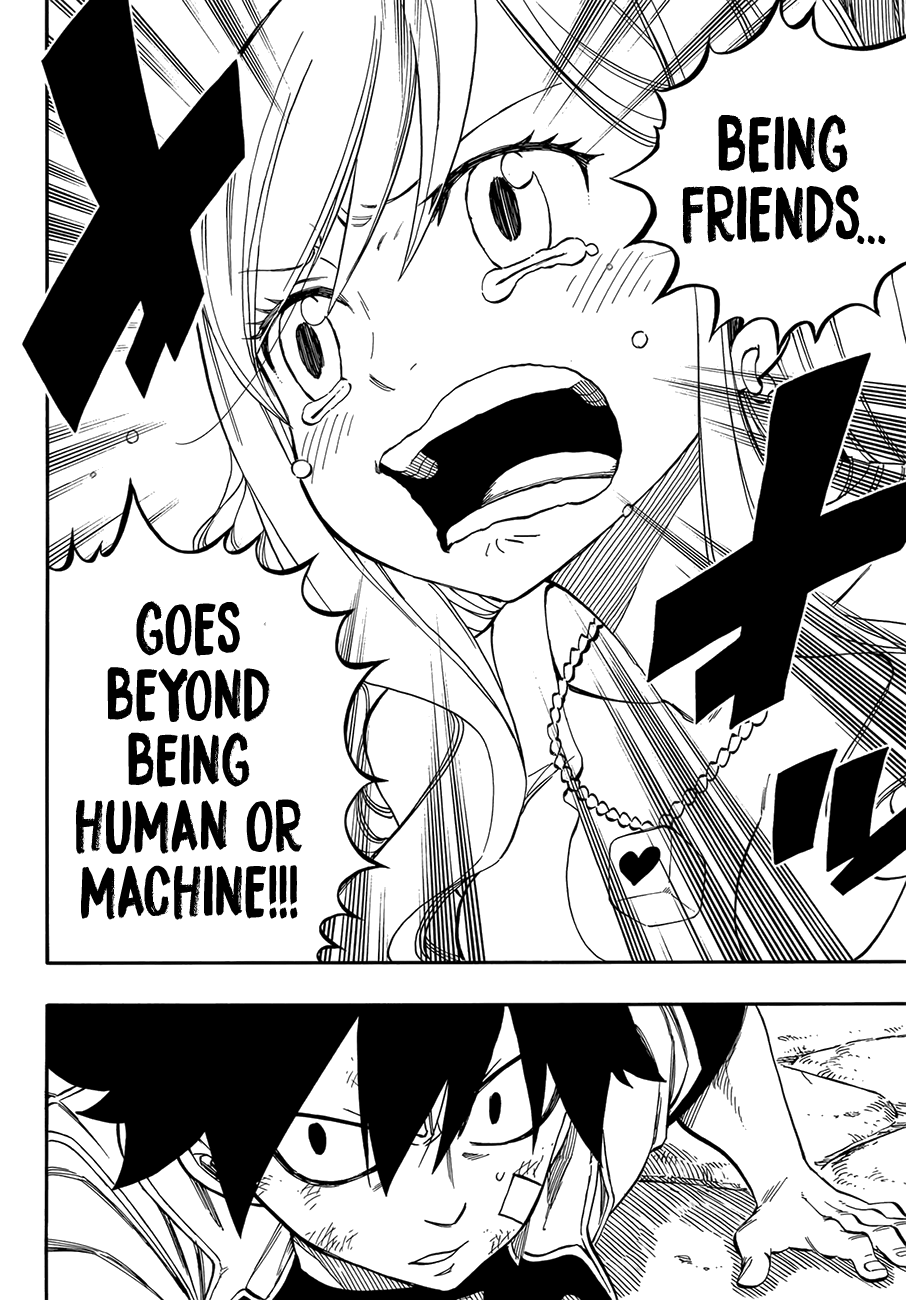 BEING
FRIENDS...
GOES
BEYOND
BEING
HUMAN OR
MACHINE!!!